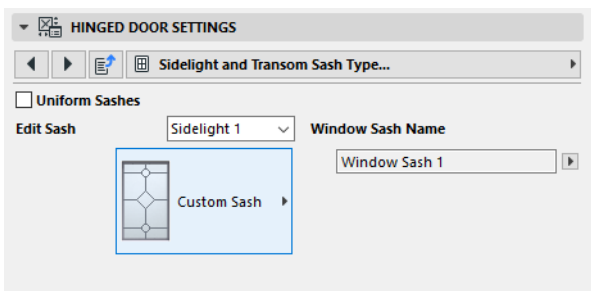 HINGED DOOR SETTINGS
Sidelight and Transom Sash Type...
Uniform Sashes
Edit Sash Sidelight 1 Window Sash Name
Window Sash 1
Custom Sash